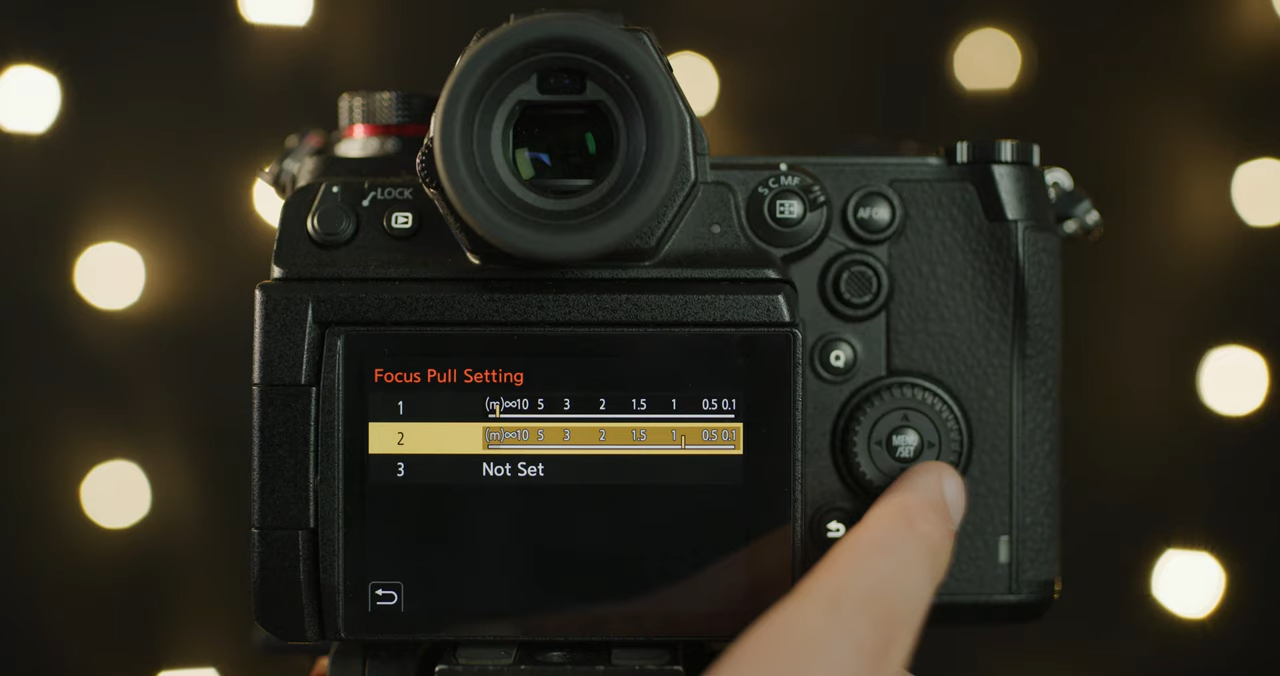 LOCK
S C MF
AF ON
Q
Focus Pull Setting
1 (m)∞10 5 3 2 1.5 1 0.5 0.1
2 (m)∞10 5 3 2 1.5 1 0.5 0.1
3 Not Set
MENU
/SET